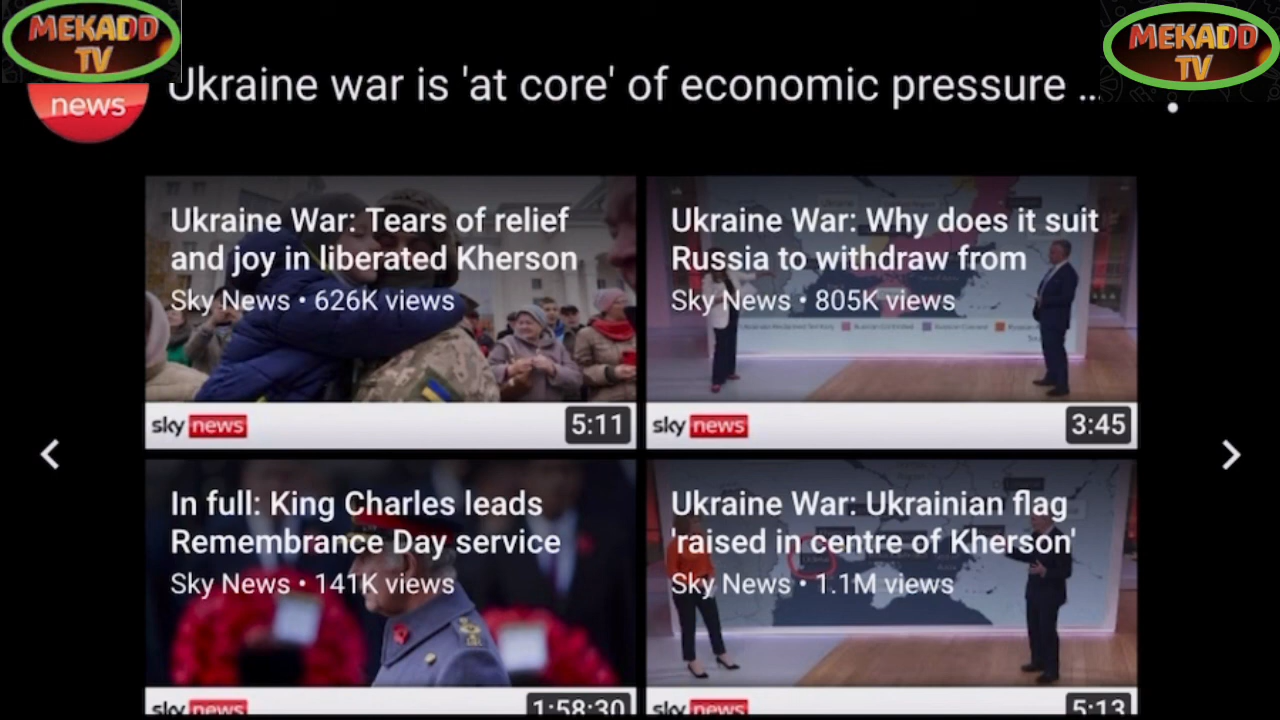 MEKADD
TV
MEKADD
TV
news
Ukraine war is 'at core' of economic pressure ...
Ukraine War: Tears of relief
and joy in liberated Kherson
Sky News • 626K views
sky news
5:11
Ukraine War: Why does it suit
Russia to withdraw from
Sky News • 805K views
sky news
3:45
In full: King Charles leads
Remembrance Day service
Sky News • 141K views
sky news
1:58:30
Ukraine War: Ukrainian flag
'raised in centre of Kherson'
Sky News • 1.1M views
sky news
5:13